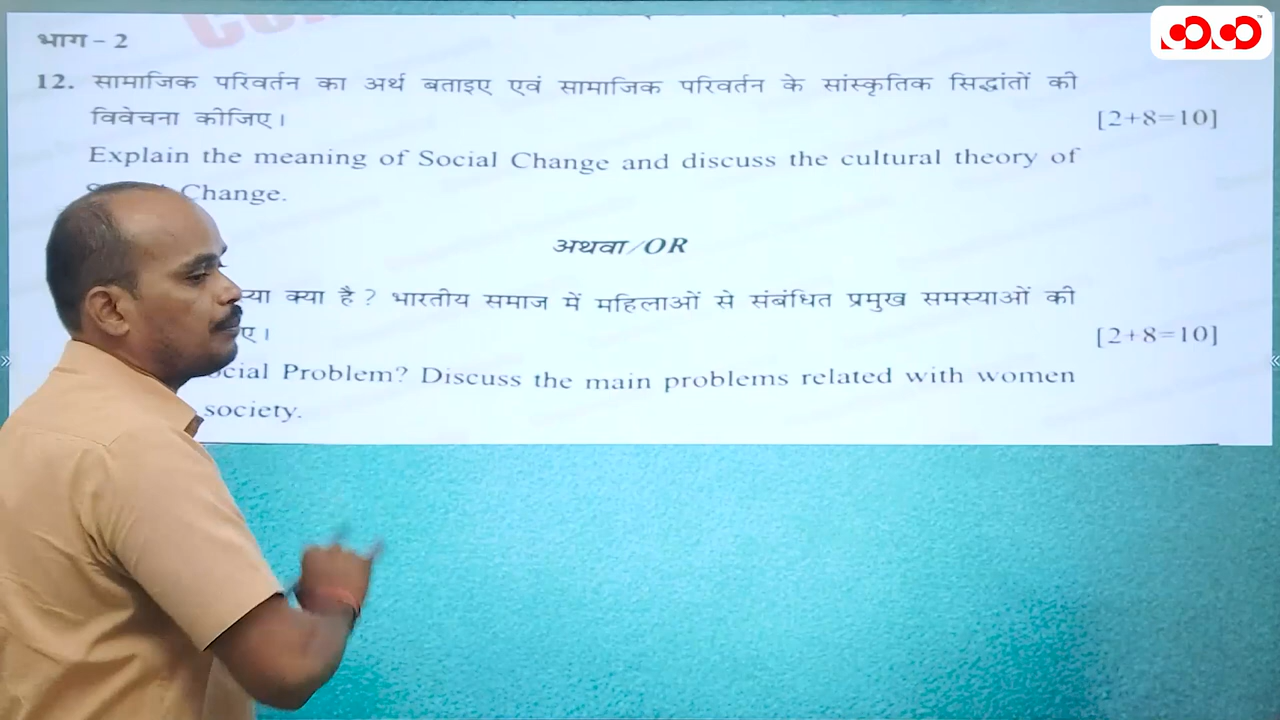 भाग – 2
12. सामाजिक परिवर्तन का अर्थ बताइए एवं सामाजिक परिवर्तन के सांस्कृतिक सिद्धांतों की
विवेचना कीजिए। [2+8=10]
Explain the meaning of Social Change and discuss the cultural theory of
Change.
अथवा/OR
क्या है ? भारतीय समाज में महिलाओं से संबंधित प्रमुख समस्याओं की
[2+8=10]
Problem? Discuss the main problems related with women
society.